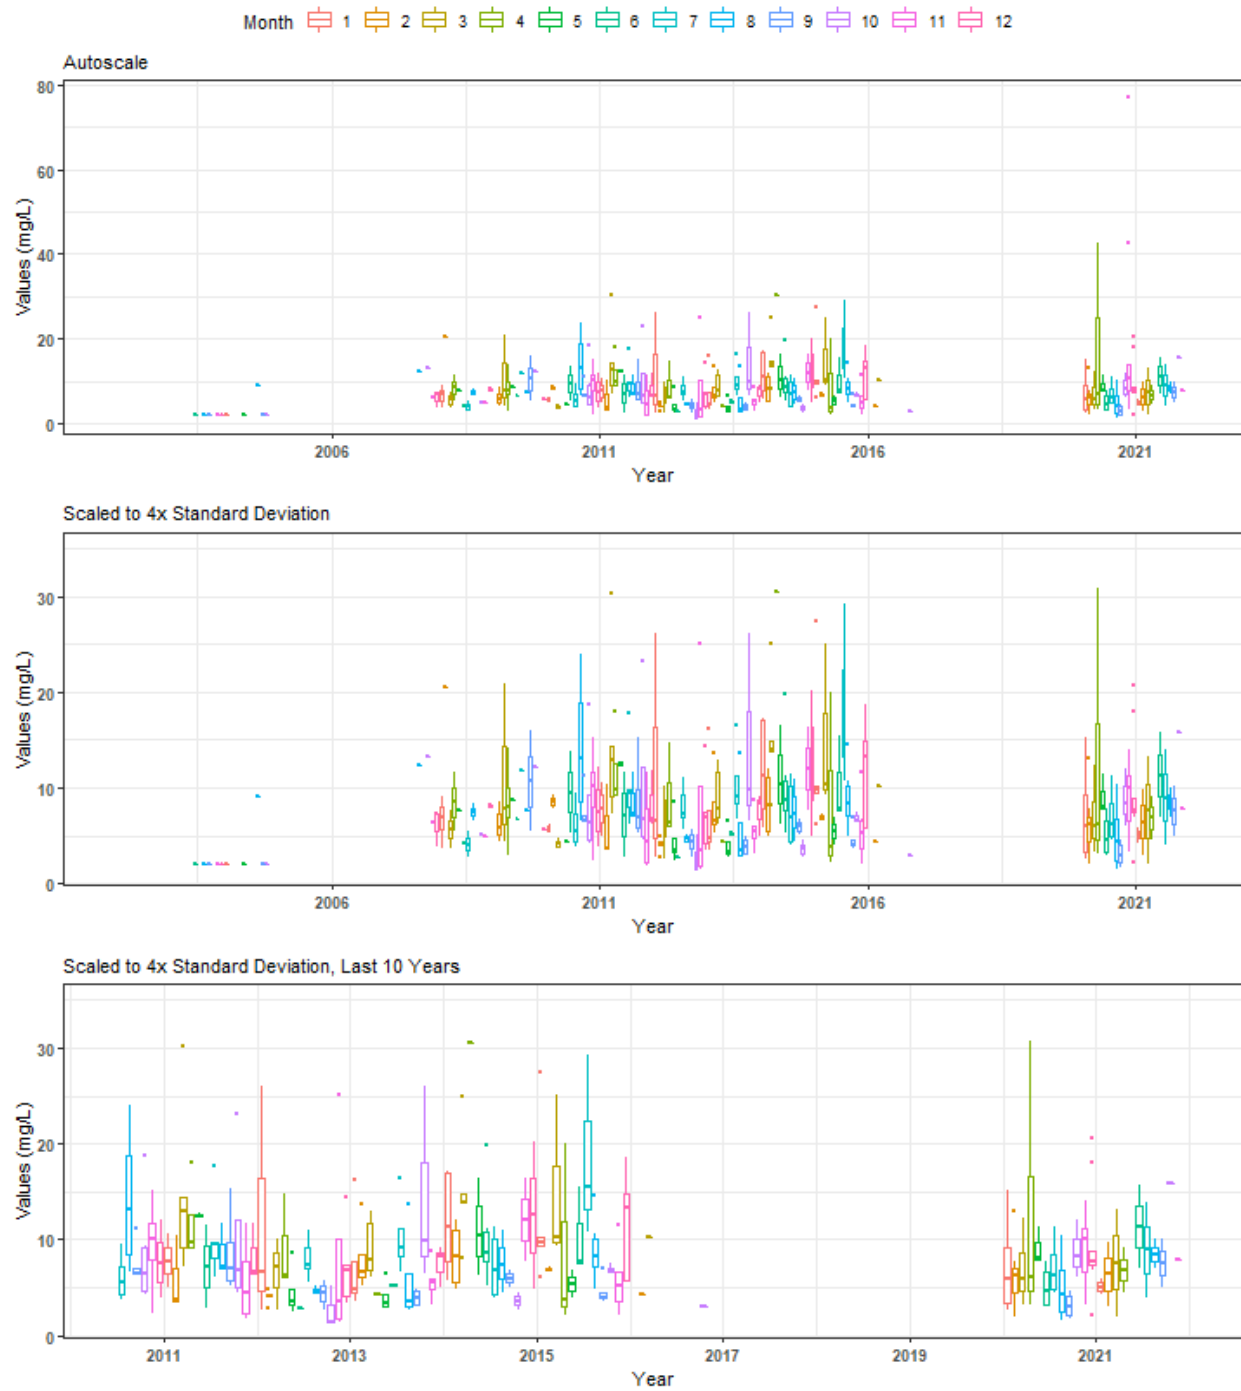 Month 1 2 3 4 5 6 7 8 9 10 11 12
Autoscale
80
60
40
20
0
Values (mg/L)
2006 2011 2016 2021
Year
Scaled to 4x Standard Deviation
30
20
10
0
Values (mg/L)
2006 2011 2016 2021
Year
Scaled to 4x Standard Deviation, Last 10 Years
30
20
10
0
Values (mg/L)
2011 2013 2015 2017 2019 2021
Year